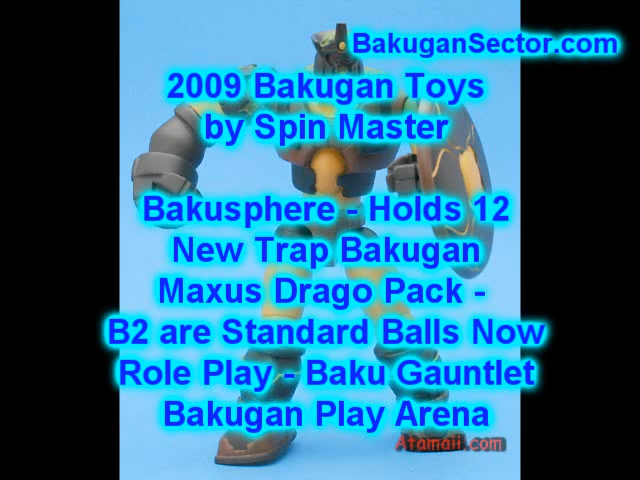 BakuganSector.com
2009 Bakugan Toys
by Spin Master
Bakusphere - Holds 12
New Trap Bakugan
Maxus Drago Pack -
B2 are Standard Balls Now
Role Play - Baku Gauntlet
Bakugan Play Arena
Atamaii.com